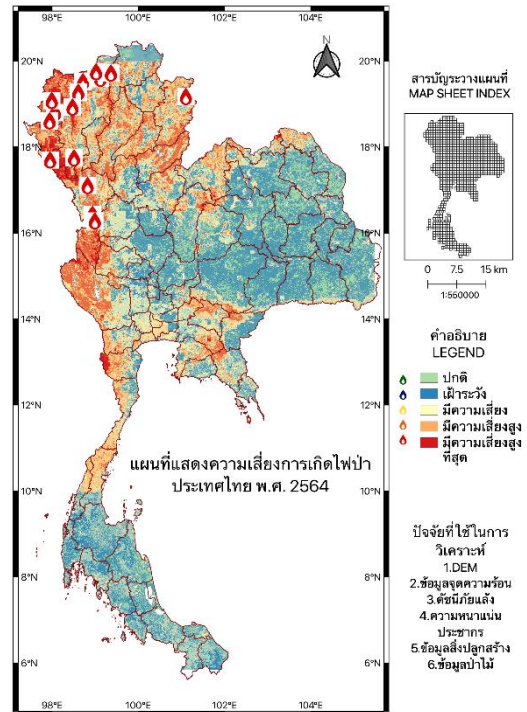 98°E 100°E 102°E 104°E
20°N
18°N
16°N
14°N
12°N
10°N
8°N
6°N
20°N
18°N
16°N
14°N
12°N
10°N
8°N
6°N
N
แผนที่แสดงความเสี่ยงการเกิดไฟป่า
ประเทศไทย พ.ศ. 2564
98°E 100°E 102°E 104°E
สารบัญระวางแผนที่
MAP SHEET INDEX
0 7.5 15 km
1:550000
คำอธิบาย
LEGEND
ปกติ
เฝ้าระวัง
มีความเสี่ยง
มีความเสี่ยงสูง
มีความเสี่ยงสูง
ที่สุด
ปัจจัยที่ใช้ในการ
วิเคราะห์
1.DEM
2.ข้อมูลจุดความร้อน
3.ดัชนีภัยแล้ง
4.ความหนาแน่น
ประชากร
5.ข้อมูลสิ่งปลูกสร้าง
6.ข้อมูลป่าไม้